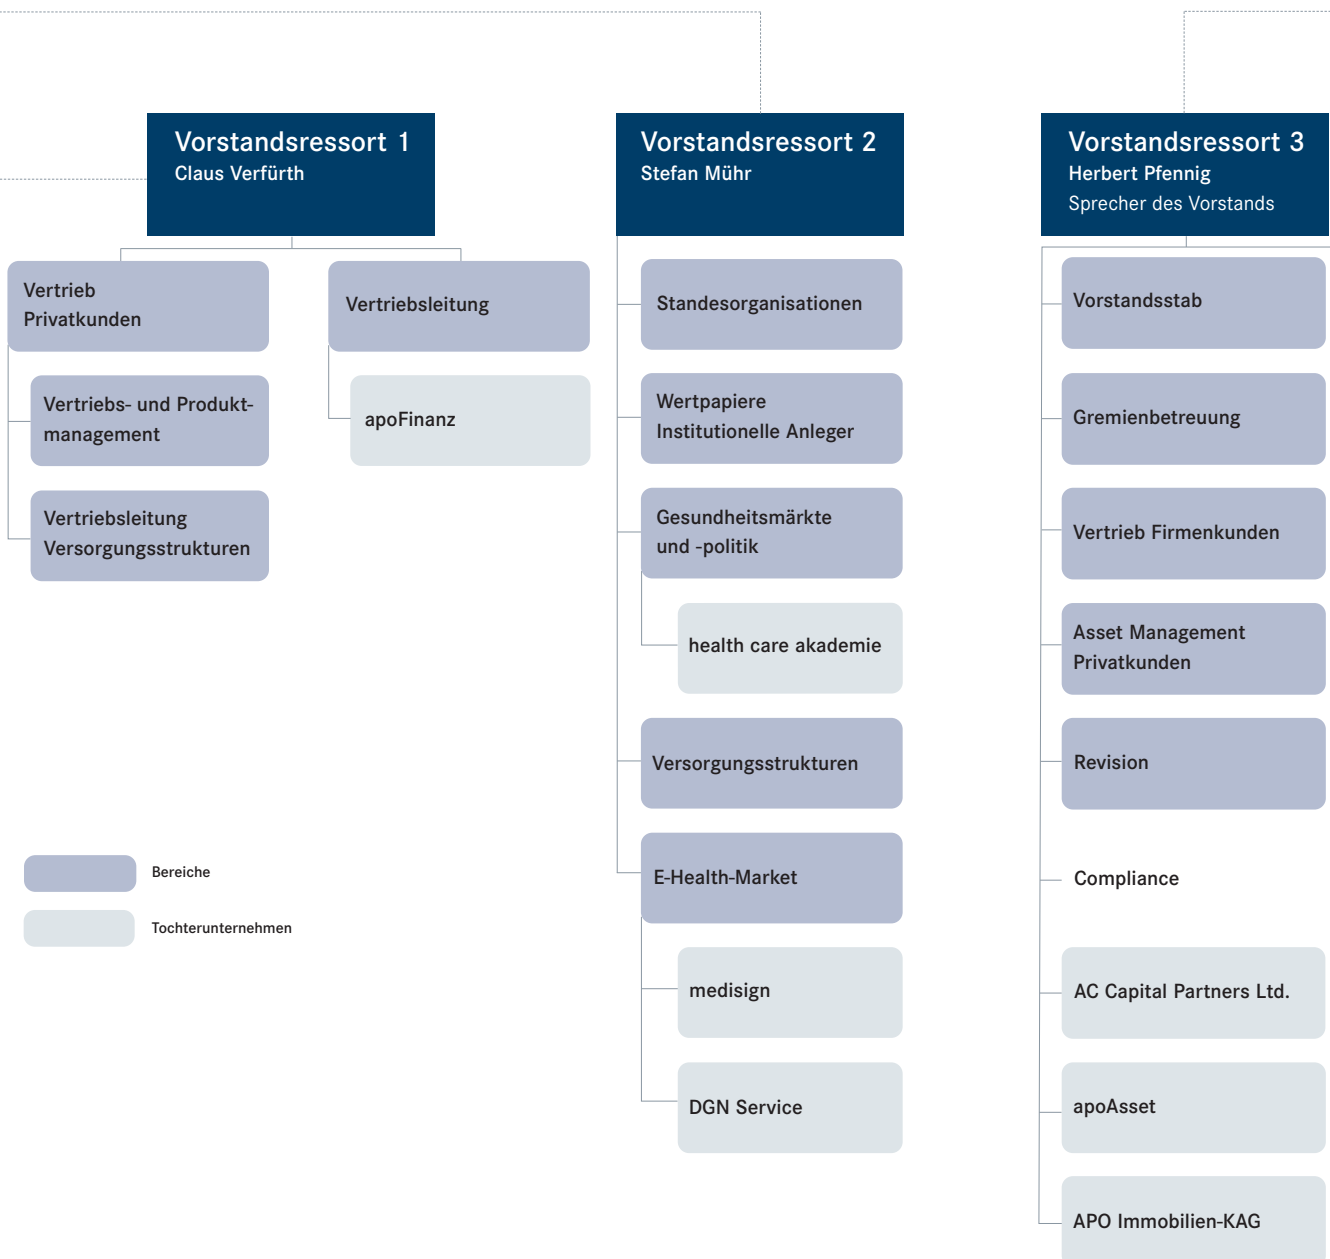 Vorstandsressort 1
Claus Verfürth
Vertrieb
Privatkunden
Vertriebs- und Produkt-
management
Vertriebsleitung
Versorgungsstrukturen
Vertriebsleitung
apoFinanz
Vorstandsressort 2
Stefan Mühr
Standesorganisationen
Wertpapiere
Institutionelle Anleger
Gesundheitsmärkte
und -politik
health care akademie
Versorgungsstrukturen
E-Health-Market
medisign
DGN Service
Vorstandsressort 3
Herbert Pfennig
Sprecher des Vorstands
Vorstandsstab
Gremienbetreuung
Vertrieb Firmenkunden
Asset Management
Privatkunden
Revision
Compliance
AC Capital Partners Ltd.
apoAsset
APO Immobilien-KAG
Bereiche
Tochterunternehmen